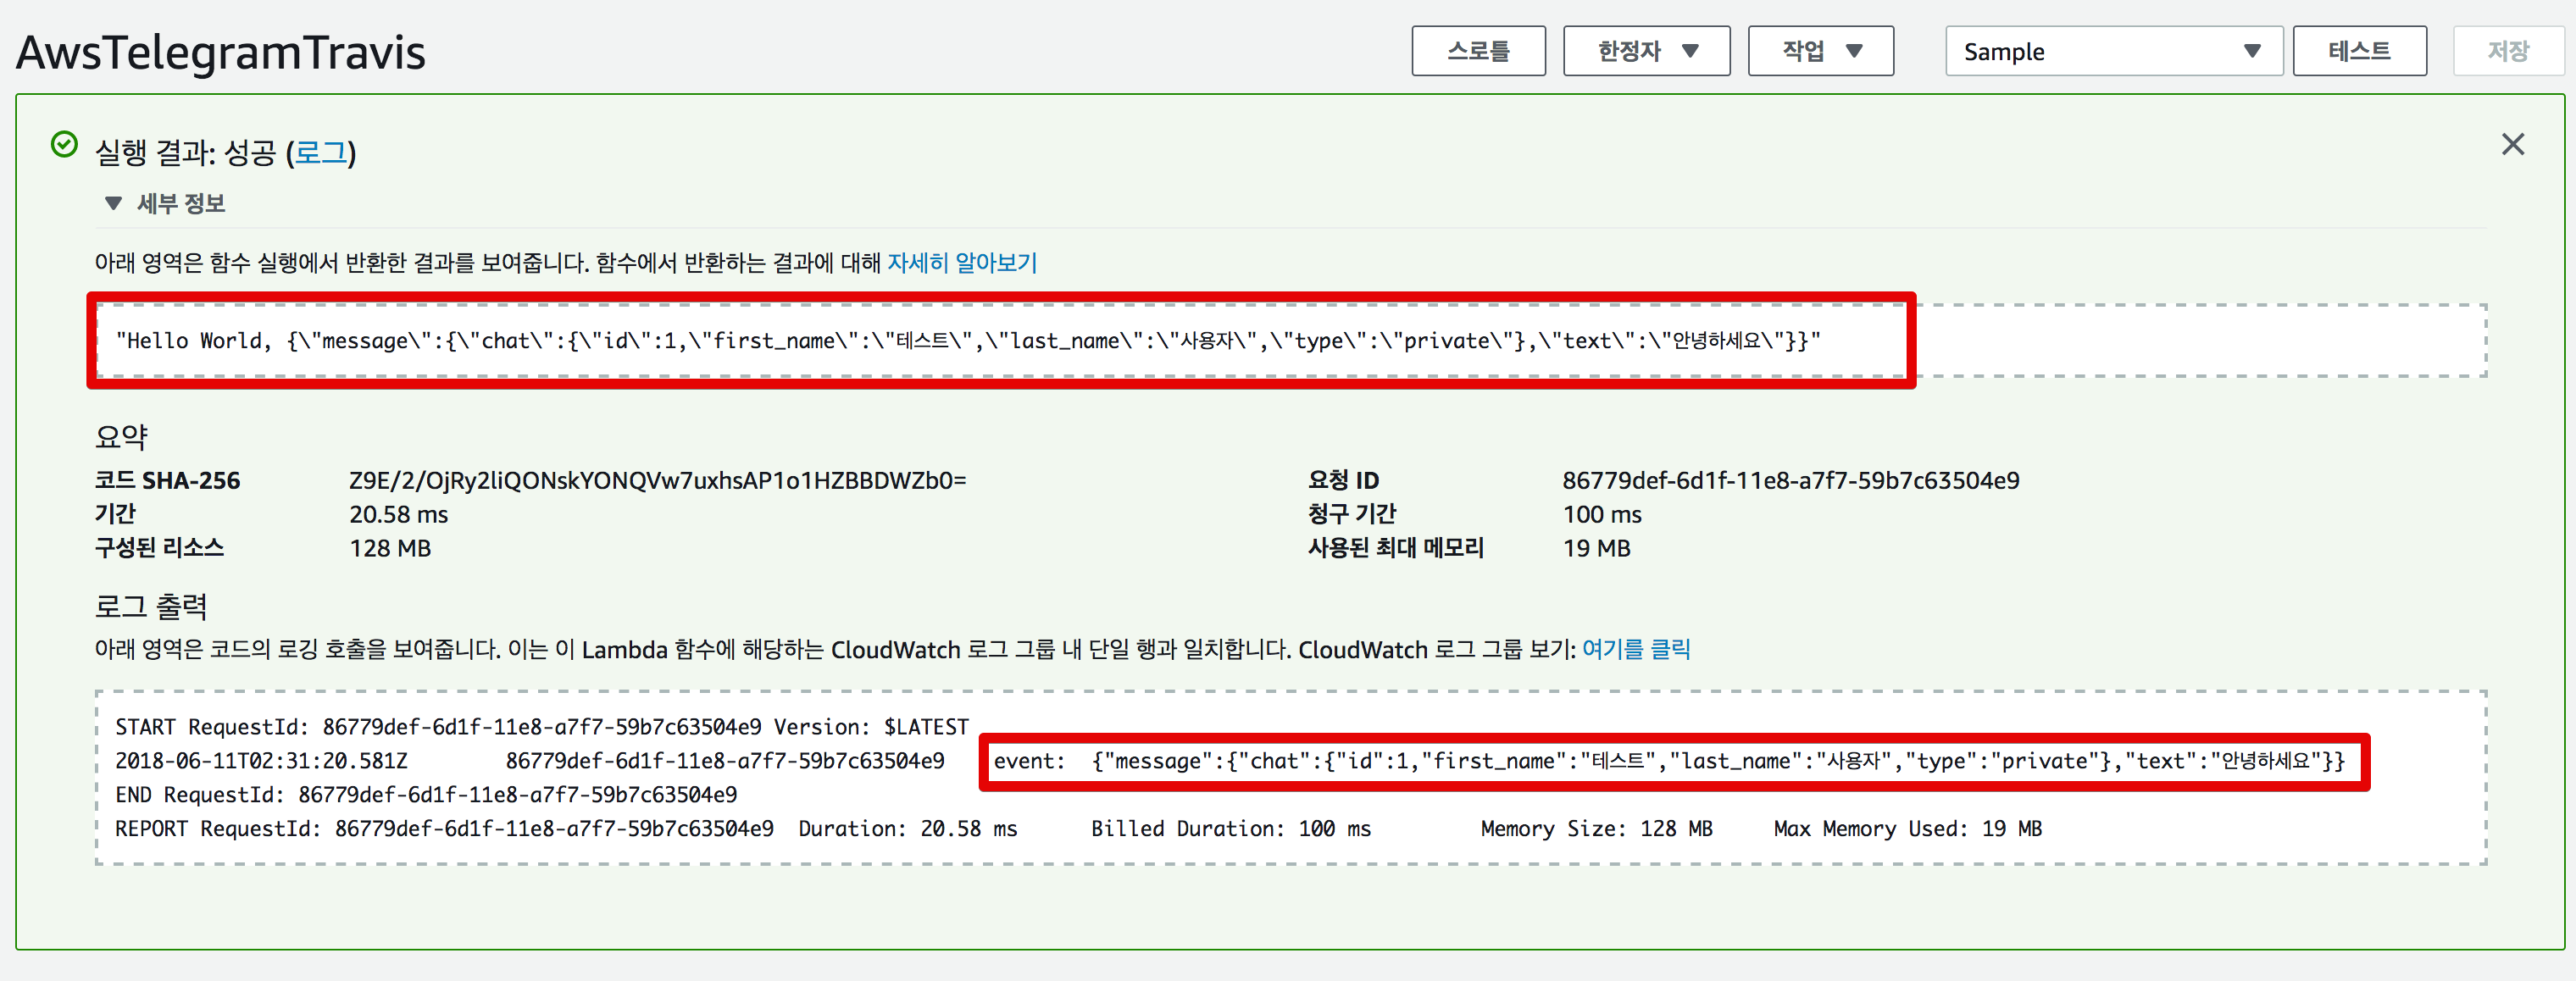 AwsTelegramTravis
스로틀 한정자 작업 Sample 테스트 저장
실행 결과: 성공 (로그)
세부 정보
아래 영역은 함수 실행에서 반환한 결과를 보여줍니다. 함수에서 반환하는 결과에 대해 자세히 알아보기
"Hello World, {\"message\":{\"chat\":{\"id\":1,\"first_name\":\"테스트\",\"last_name\":\"사용자\",\"type\":\"private\"},\"text\":\"안녕하세요\"}}"
요약
코드 SHA-256 Z9E/2/OjRy2liQONskYONQVw7uxhsAP1o1HZBBDWZb0= 요청 ID 86779def-6d1f-11e8-a7f7-59b7c63504e9
기간 20.58 ms 청구 기간 100 ms
구성된 리소스 128 MB 사용된 최대 메모리 19 MB
로그 출력
아래 영역은 코드의 로깅 호출을 보여줍니다. 이는 이 Lambda 함수에 해당하는 CloudWatch 로그 그룹 내 단일 행과 일치합니다. CloudWatch 로그 그룹 보기: 여기를 클릭
START RequestId: 86779def-6d1f-11e8-a7f7-59b7c63504e9 Version: $LATEST
2018-06-11T02:31:20.581Z 86779def-6d1f-11e8-a7f7-59b7c63504e9 event: {"message":{"chat":{"id":1,"first_name":"테스트","last_name":"사용자","type":"private"},"text":"안녕하세요"}}
END RequestId: 86779def-6d1f-11e8-a7f7-59b7c63504e9
REPORT RequestId: 86779def-6d1f-11e8-a7f7-59b7c63504e9 Duration: 20.58 ms Billed Duration: 100 ms Memory Size: 128 MB Max Memory Used: 19 MB